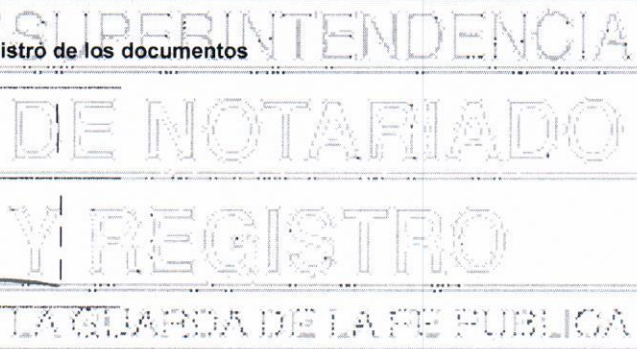 SUPERINTENDENCIA
istro de los documentos
DE NOTARIADO
Y REGISTRO
LA GUARDA DE LA FE PUBLICA